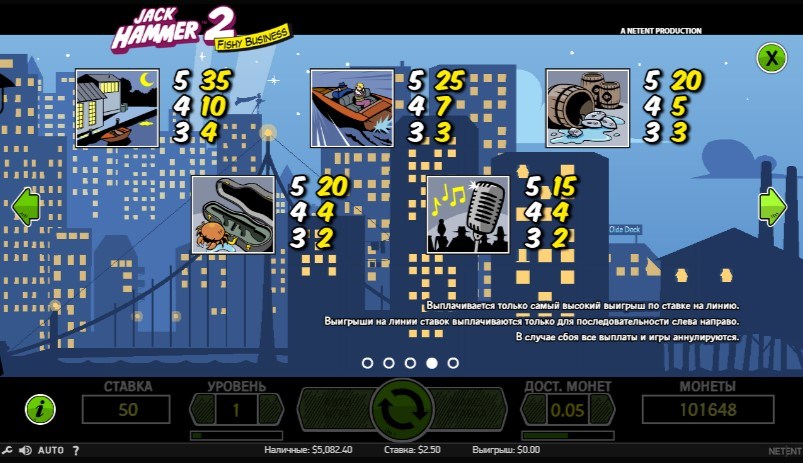 JACK
HAMMER™ 2
FISHY BUSINESS
A NETENT PRODUCTION
X
5 35
4 10
3 4
5 25
4 7
3 3
5 20
4 5
3 3
5 20
4 4
3 2
5 15
4 4
3 2
Olde Dock
Выплачивается только самый высокий выигрыш по ставке на линию.
Выигрыши на линии ставок выплачиваются только для последовательности слева направо.
В случае сбоя все выплаты и игры аннулируются.
i
СТАВКА
50
УРОВЕНЬ
1
ДОСТ. МОНЕТ
0.05
МОНЕТЫ
101648
AUTO ?
Наличные: $5,082.40 Ставка: $2.50 Выигрыш: $0.00
NETENT